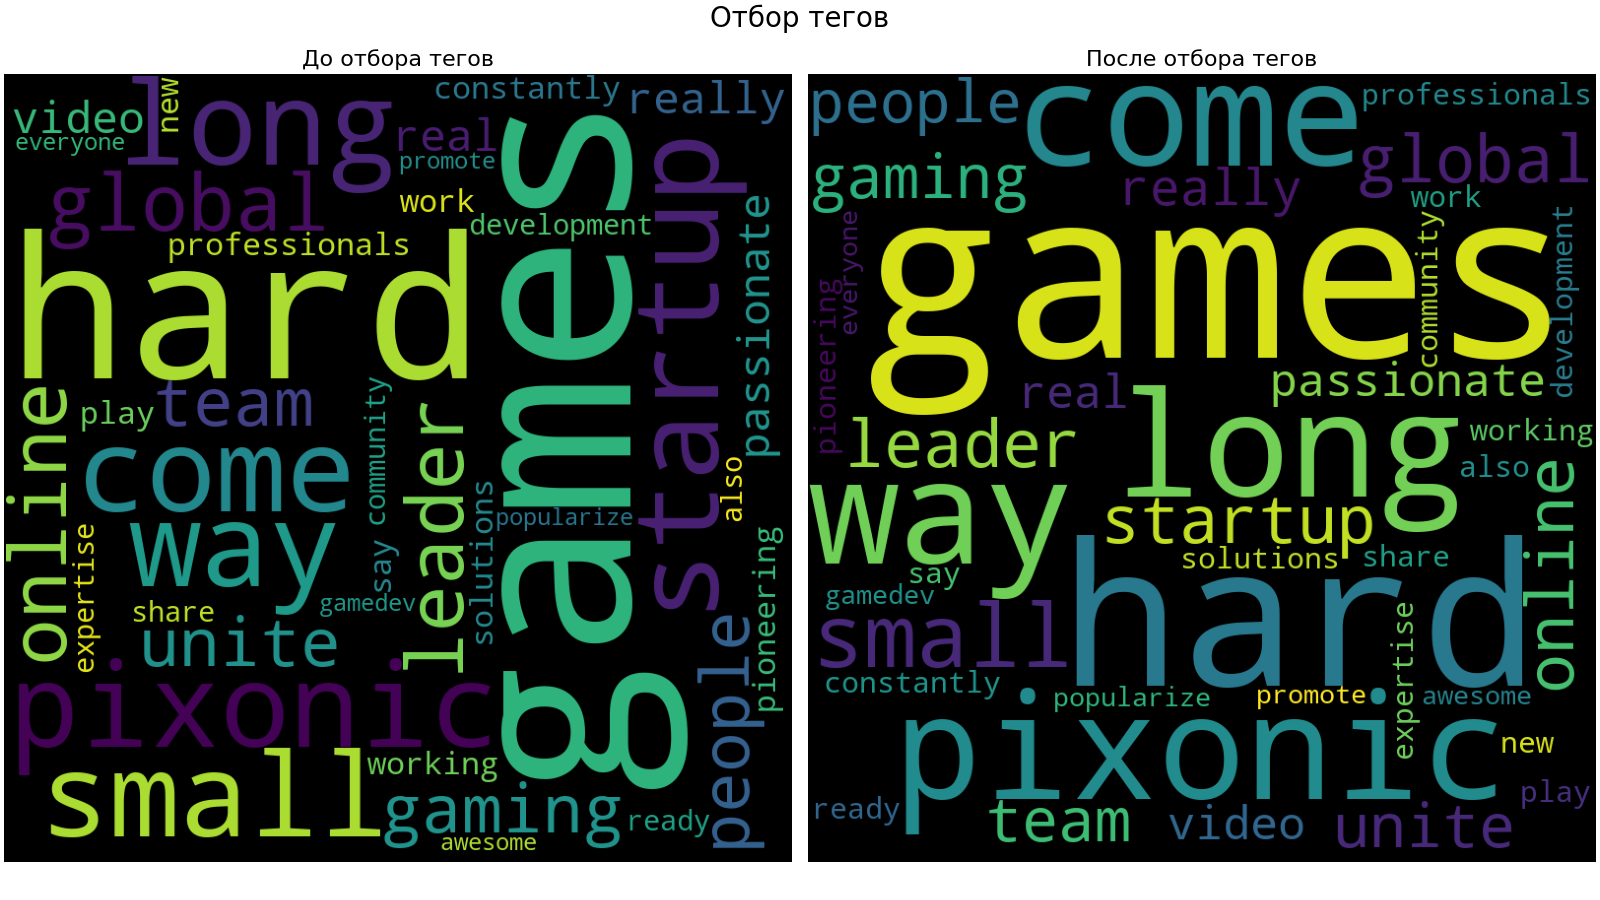 Отбор тегов
До отбора тегов
new
constantly
really
video
long
real
everyone
promote
global
work
development
professionals
hard
games
startup
passionate
online
play
team
community
leader
come
solutions
also
popularize
way
say
expertise
share
gamedev
unite
pioneering
people
pixonic
small
working
gaming
ready
awesome
После отбора тегов
people
come
professionals
gaming
really
global
work
games
everyone
community
development
pioneering
real
passionate
leader
long
working
also
way
startup
online
solutions
share
say
gamedev
small
hard
expertise
constantly
popularize
promote
awesome
pixonic
new
ready
team
video
unite
play